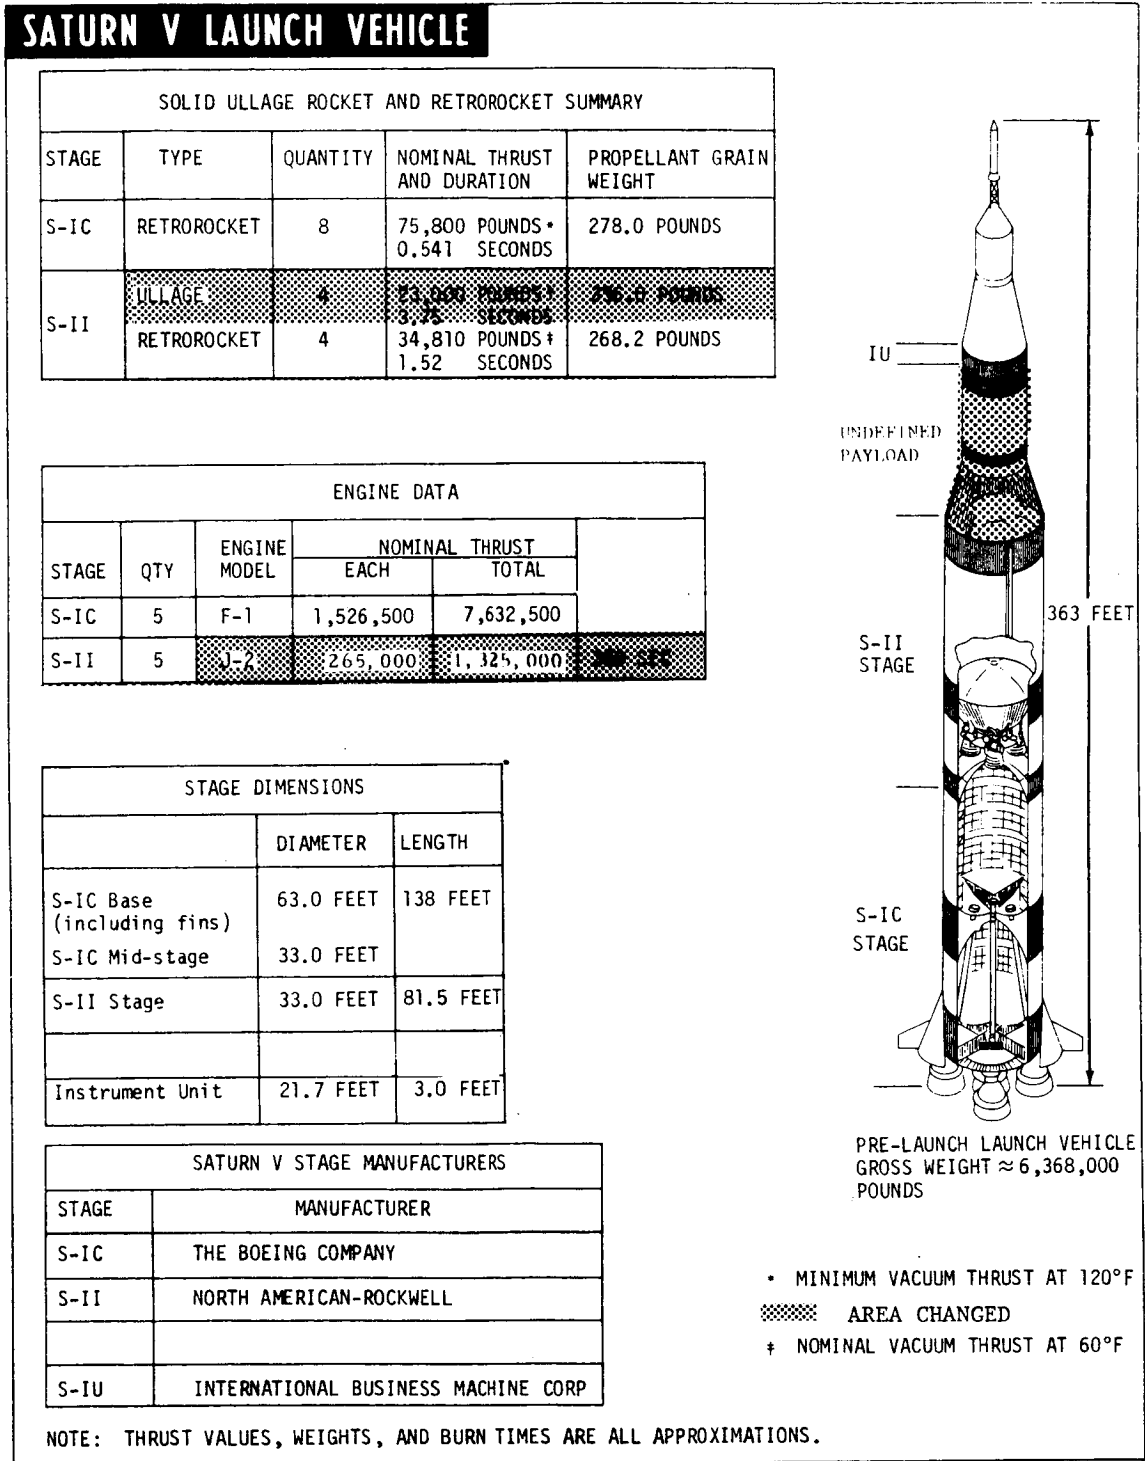 SATURN V LAUNCH VEHICLE
SOLID ULLAGE ROCKET AND RETROROCKET SUMMARY
STAGE TYPE QUANTITY NOMINAL THRUST AND DURATION PROPELLANT GRAIN WEIGHT
S-IC RETROROCKET 8 75,800 POUNDS* 278.0 POUNDS
0.541 SECONDS
S-II
ULLAGE 4 23,000 POUNDS‡ POUNDS
3.75 SECONDS
RETROROCKET 4 34,810 POUNDS‡ 268.2 POUNDS
1.52 SECONDS
ENGINE DATA
STAGE QTY ENGINE MODEL NOMINAL THRUST
EACH TOTAL
S-IC 5 F-1 1,526,500 7,632,500
S-II 5 J-2 265,000 1,325,000 SEC
STAGE DIMENSIONS
DIAMETER LENGTH
S-IC Base 63.0 FEET 138 FEET
(including fins)
S-IC Mid-stage 33.0 FEET
S-II Stage 33.0 FEET 81.5 FEET
Instrument Unit 21.7 FEET 3.0 FEET
SATURN V STAGE MANUFACTURERS
STAGE MANUFACTURER
S-IC THE BOEING COMPANY
S-II NORTH AMERICAN-ROCKWELL
S-IU INTERNATIONAL BUSINESS MACHINE CORP
NOTE: THRUST VALUES, WEIGHTS, AND BURN TIMES ARE ALL APPROXIMATIONS.
IU
UNDEFINED
PAYLOAD
363 FEET
S-II
STAGE
S-IC
STAGE
PRE-LAUNCH LAUNCH VEHICLE
GROSS WEIGHT ≈ 6,368,000
POUNDS
* MINIMUM VACUUM THRUST AT 120°F
AREA CHANGED
‡ NOMINAL VACUUM THRUST AT 60°F